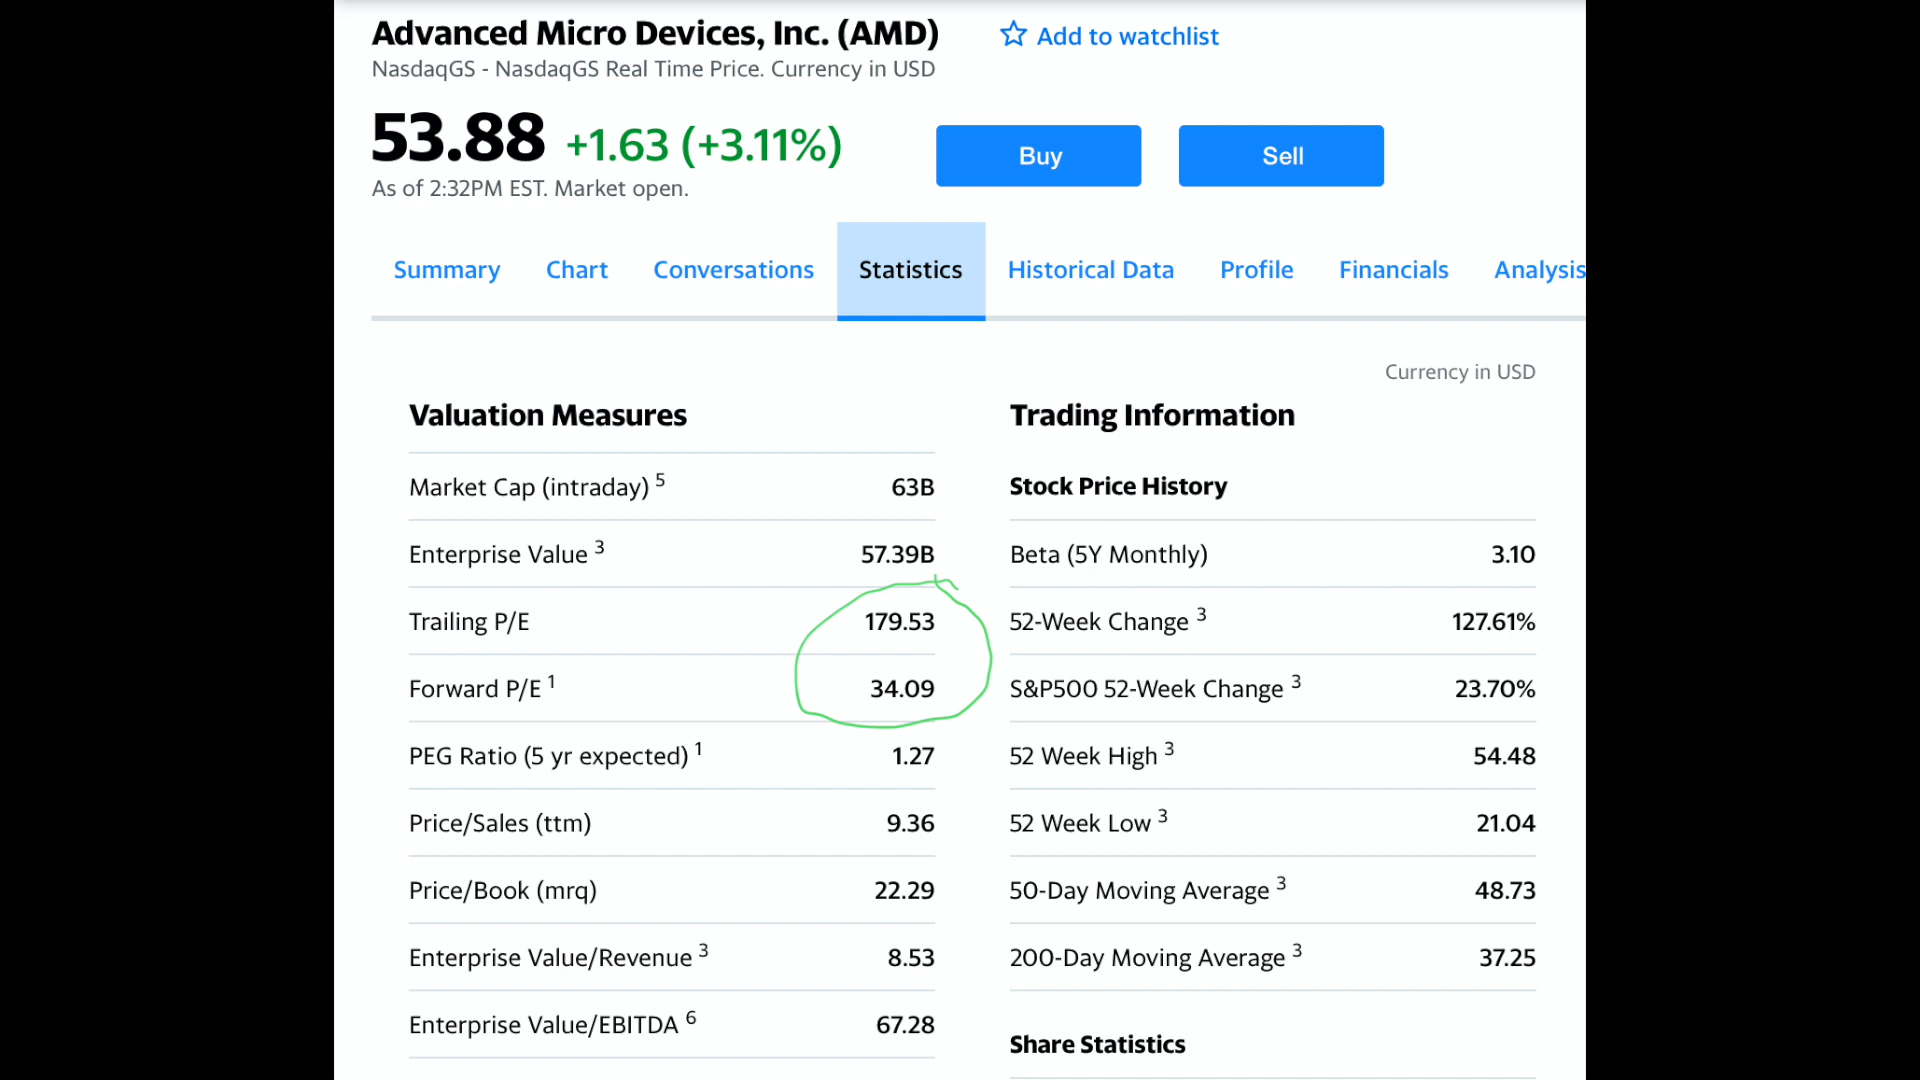 Advanced Micro Devices, Inc. (AMD)
Add to watchlist
NasdaqGS - NasdaqGS Real Time Price. Currency in USD
53.88 +1.63 (+3.11%)
As of 2:32PM EST. Market open.
Buy
Sell
Summary Chart Conversations Statistics Historical Data Profile Financials Analysis
Currency in USD
Valuation Measures
Market Cap (intraday) 5 63B
Enterprise Value 3 57.39B
Trailing P/E 179.53
Forward P/E 1 34.09
PEG Ratio (5 yr expected) 1 1.27
Price/Sales (ttm) 9.36
Price/Book (mrq) 22.29
Enterprise Value/Revenue 3 8.53
Enterprise Value/EBITDA 6 67.28
Trading Information
Stock Price History
Beta (5Y Monthly) 3.10
52-Week Change 3 127.61%
S&P500 52-Week Change 3 23.70%
52 Week High 3 54.48
52 Week Low 3 21.04
50-Day Moving Average 3 48.73
200-Day Moving Average 3 37.25
Share Statistics